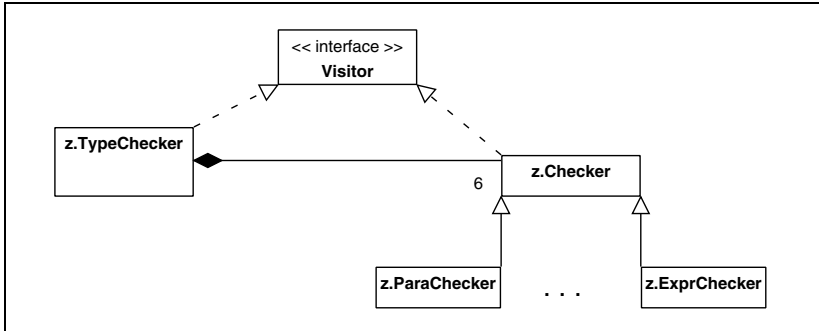 << interface >>
Visitor
z.TypeChecker
z.Checker
6
z.ParaChecker
. . .
z.ExprChecker